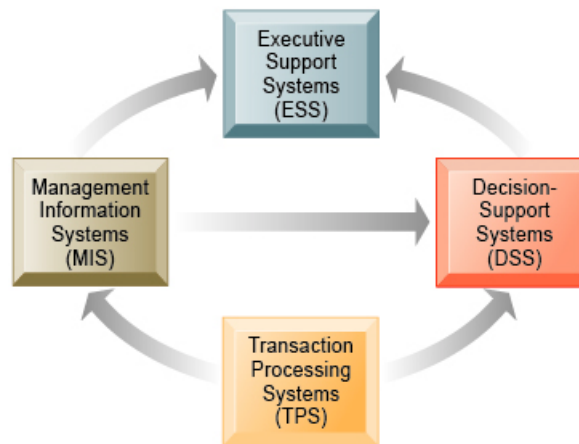 Executive
Support
Systems
(ESS)
Management
Information
Systems
(MIS)
Decision-
Support
Systems
(DSS)
Transaction
Processing
Systems
(TPS)